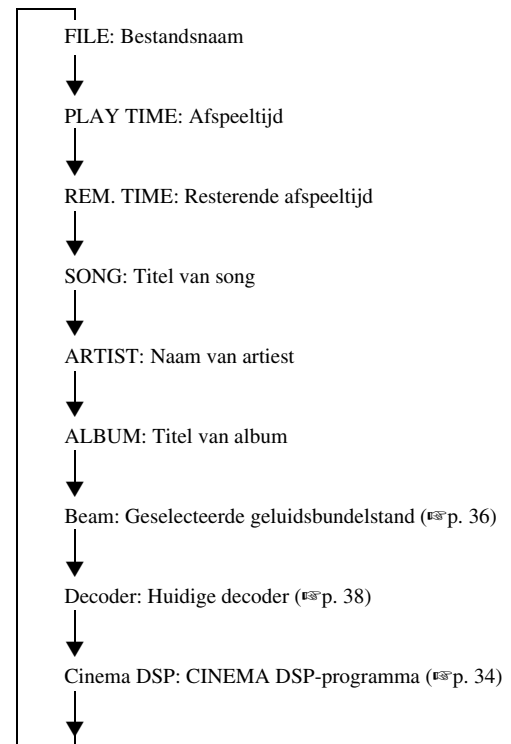 FILE: Bestandsnaam
PLAY TIME: Afspeeltijd
REM. TIME: Resterende afspeeltijd
SONG: Titel van song
ARTIST: Naam van artiest
ALBUM: Titel van album
Beam: Geselecteerde geluidsbundelstand (☞p. 36)
Decoder: Huidige decoder (☞p. 38)
Cinema DSP: CINEMA DSP-programma (☞p. 34)